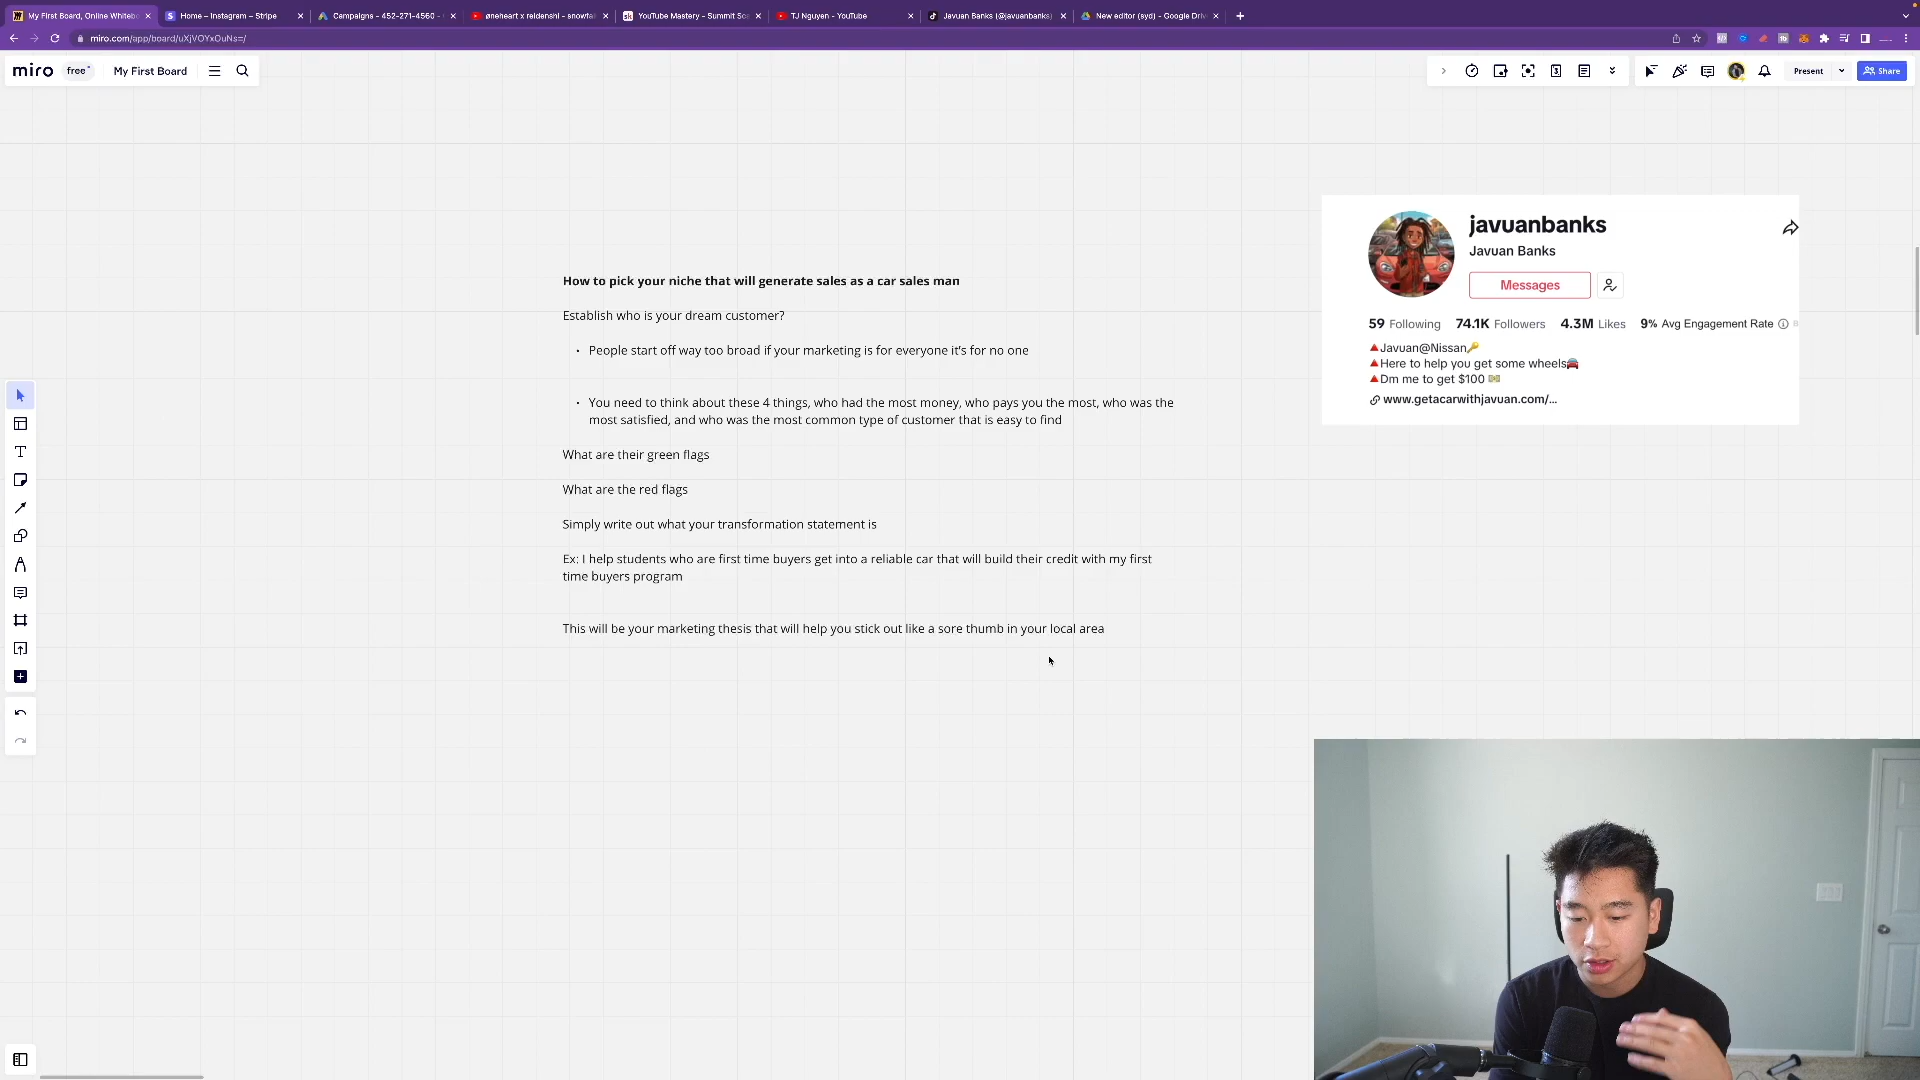 My First Board, Online Whitebo
Home – Instagram – Stripe
Campaigns - 452-271-4560 -
øneheart x reidenshi - snowfal
YouTube Mastery - Summit So
TJ Nguyen - YouTube
Javuan Banks (@javuanbanks)
New editor (syd) - Google Driv
miro.com/app/board/uXjVOYxOuNs=/
miro free My First Board
Present
Share
How to pick your niche that will generate sales as a car sales man
Establish who is your dream customer?
• People start off way too broad if your marketing is for everyone it's for no one
• You need to think about these 4 things, who had the most money, who pays you the most, who was the
most satisfied, and who was the most common type of customer that is easy to find
What are their green flags
What are the red flags
Simply write out what your transformation statement is
Ex: I help students who are first time buyers get into a reliable car that will build their credit with my first
time buyers program
This will be your marketing thesis that will help you stick out like a sore thumb in your local area
javuanbanks
Javuan Banks
Messages
59 Following 74.1K Followers 4.3M Likes 9% Avg Engagement Rate
🔺Javuan@Nissan🔑
🔺Here to help you get some wheels🚘
🔺Dm me to get $100 💵
www.getacarwithjavuan.com/...